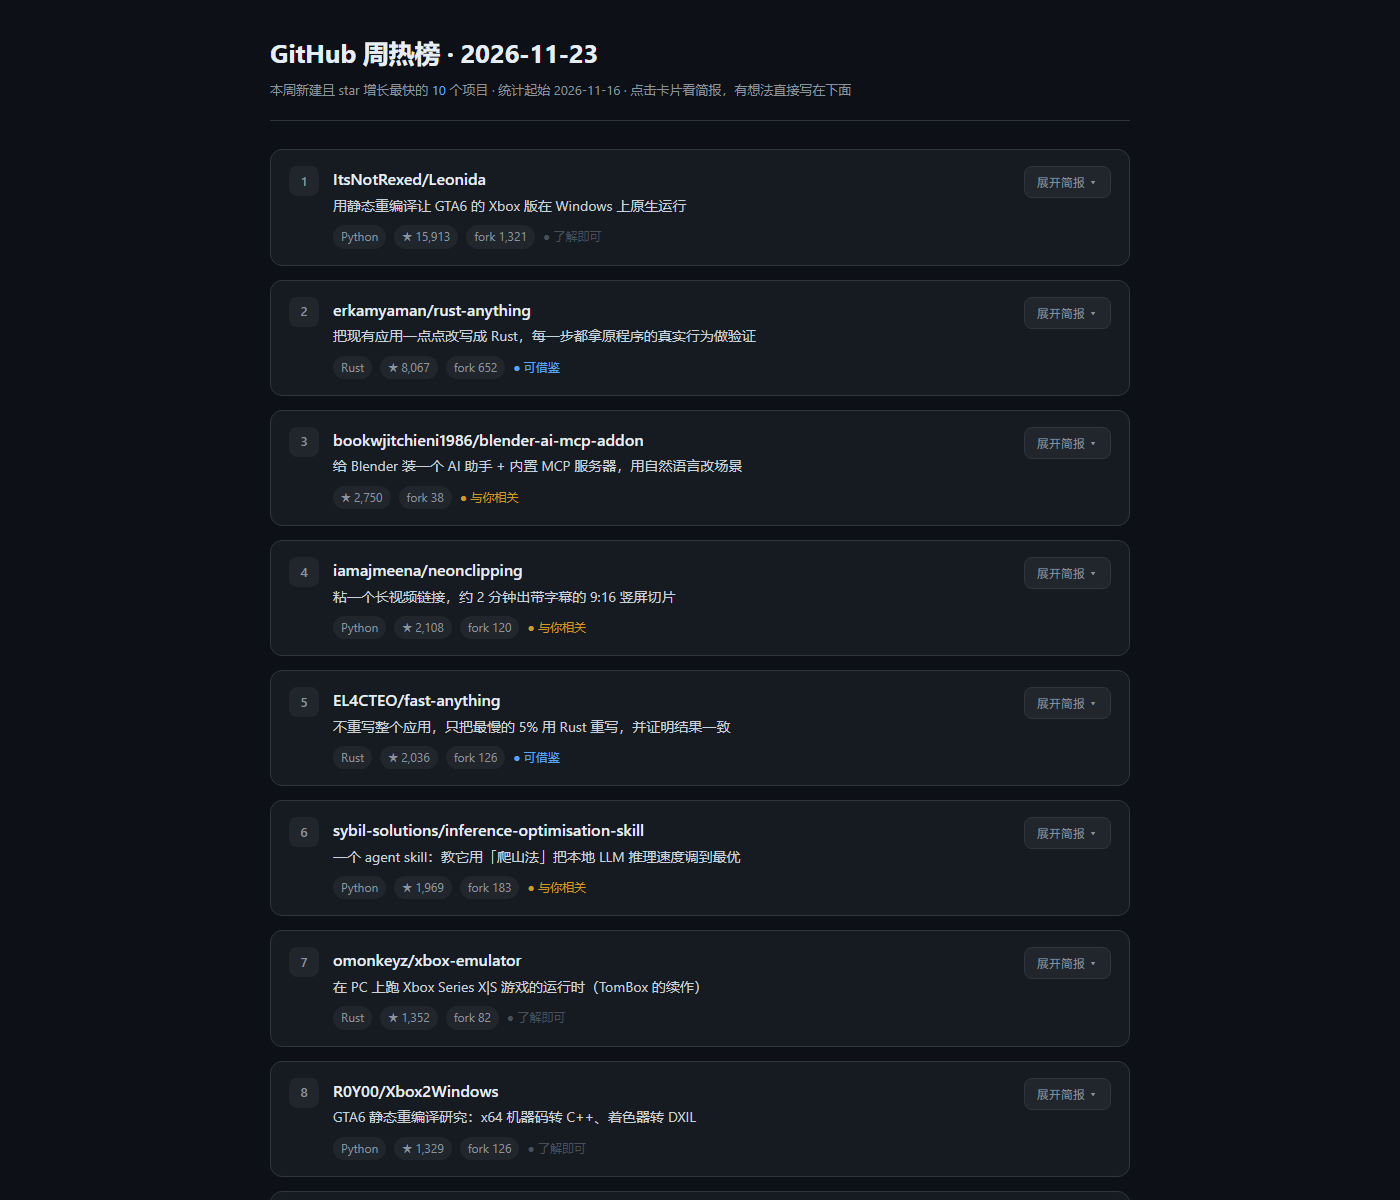 GitHub 周热榜 · 2026-11-23
本周新建且 star 增长最快的 10 个项目 · 统计起始 2026-11-16 · 点击卡片看简报，有想法直接写在下面
1 ItsNotRexed/Leonida 展开简报 ▾
用静态重编译让 GTA6 的 Xbox 版在 Windows 上原生运行
Python ★ 15,913 fork 1,321 ● 了解即可
2 erkamyaman/rust-anything 展开简报 ▾
把现有应用一点点改写成 Rust，每一步都拿原程序的真实行为做验证
Rust ★ 8,067 fork 652 ● 可借鉴
3 bookwjitchieni1986/blender-ai-mcp-addon 展开简报 ▾
给 Blender 装一个 AI 助手 + 内置 MCP 服务器，用自然语言改场景
★ 2,750 fork 38 ● 与你相关
4 iamajmeena/neonclipping 展开简报 ▾
粘一个长视频链接，约 2 分钟出带字幕的 9:16 竖屏切片
Python ★ 2,108 fork 120 ● 与你相关
5 EL4CTEO/fast-anything 展开简报 ▾
不重写整个应用，只把最慢的 5% 用 Rust 重写，并证明结果一致
Rust ★ 2,036 fork 126 ● 可借鉴
6 sybil-solutions/inference-optimisation-skill 展开简报 ▾
一个 agent skill：教它用「爬山法」把本地 LLM 推理速度调到最优
Python ★ 1,969 fork 183 ● 与你相关
7 omonkeyz/xbox-emulator 展开简报 ▾
在 PC 上跑 Xbox Series X|S 游戏的运行时（TomBox 的续作）
Rust ★ 1,352 fork 82 ● 了解即可
8 R0Y00/Xbox2Windows 展开简报 ▾
GTA6 静态重编译研究：x64 机器码转 C++、着色器转 DXIL
Python ★ 1,329 fork 126 ● 了解即可